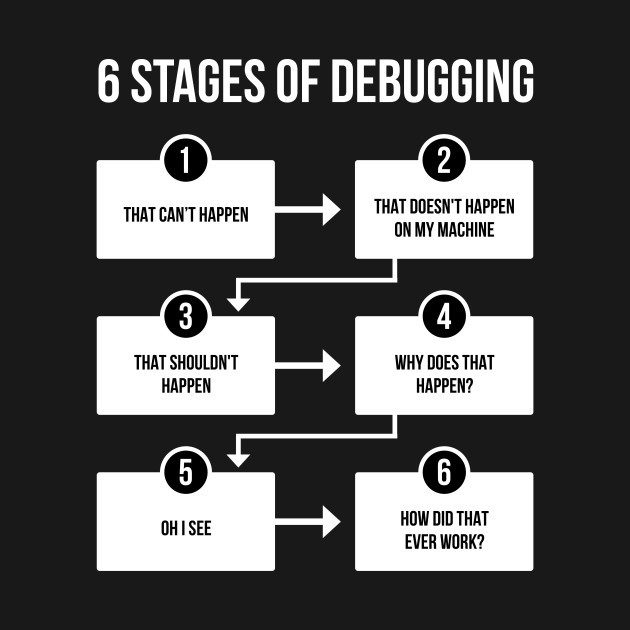 6 STAGES OF DEBUGGING
1
THAT CAN'T HAPPEN
2
THAT DOESN'T HAPPEN
ON MY MACHINE
3
THAT SHOULDN'T
HAPPEN
4
WHY DOES THAT
HAPPEN?
5
OH I SEE
6
HOW DID THAT
EVER WORK?